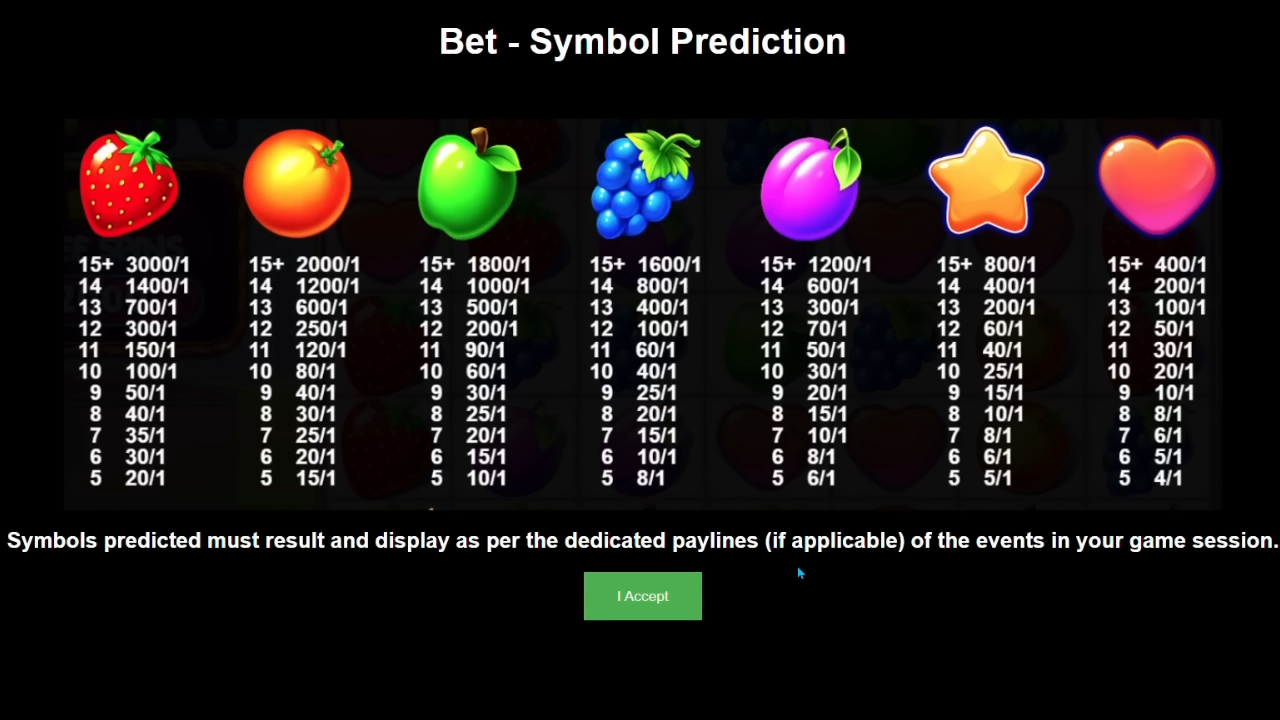 Bet - Symbol Prediction
15+ 3000/1 15+ 2000/1 15+ 1800/1 15+ 1600/1 15+ 1200/1 15+ 800/1 15+ 400/1
14 1400/1 14 1200/1 14 1000/1 14 800/1 14 600/1 14 400/1 14 200/1
13 700/1 13 600/1 13 500/1 13 400/1 13 300/1 13 200/1 13 100/1
12 300/1 12 250/1 12 200/1 12 100/1 12 70/1 12 60/1 12 50/1
11 150/1 11 120/1 11 90/1 11 60/1 11 50/1 11 40/1 11 30/1
10 100/1 10 80/1 10 60/1 10 40/1 10 30/1 10 25/1 10 20/1
9 50/1 9 40/1 9 30/1 9 25/1 9 20/1 9 15/1 9 10/1
8 40/1 8 30/1 8 25/1 8 20/1 8 15/1 8 10/1 8 8/1
7 35/1 7 25/1 7 20/1 7 15/1 7 10/1 7 8/1 7 6/1
6 30/1 6 20/1 6 15/1 6 10/1 6 8/1 6 6/1 6 5/1
5 20/1 5 15/1 5 10/1 5 8/1 5 6/1 5 5/1 5 4/1
Symbols predicted must result and display as per the dedicated paylines (if applicable) of the events in your game session.
I Accept